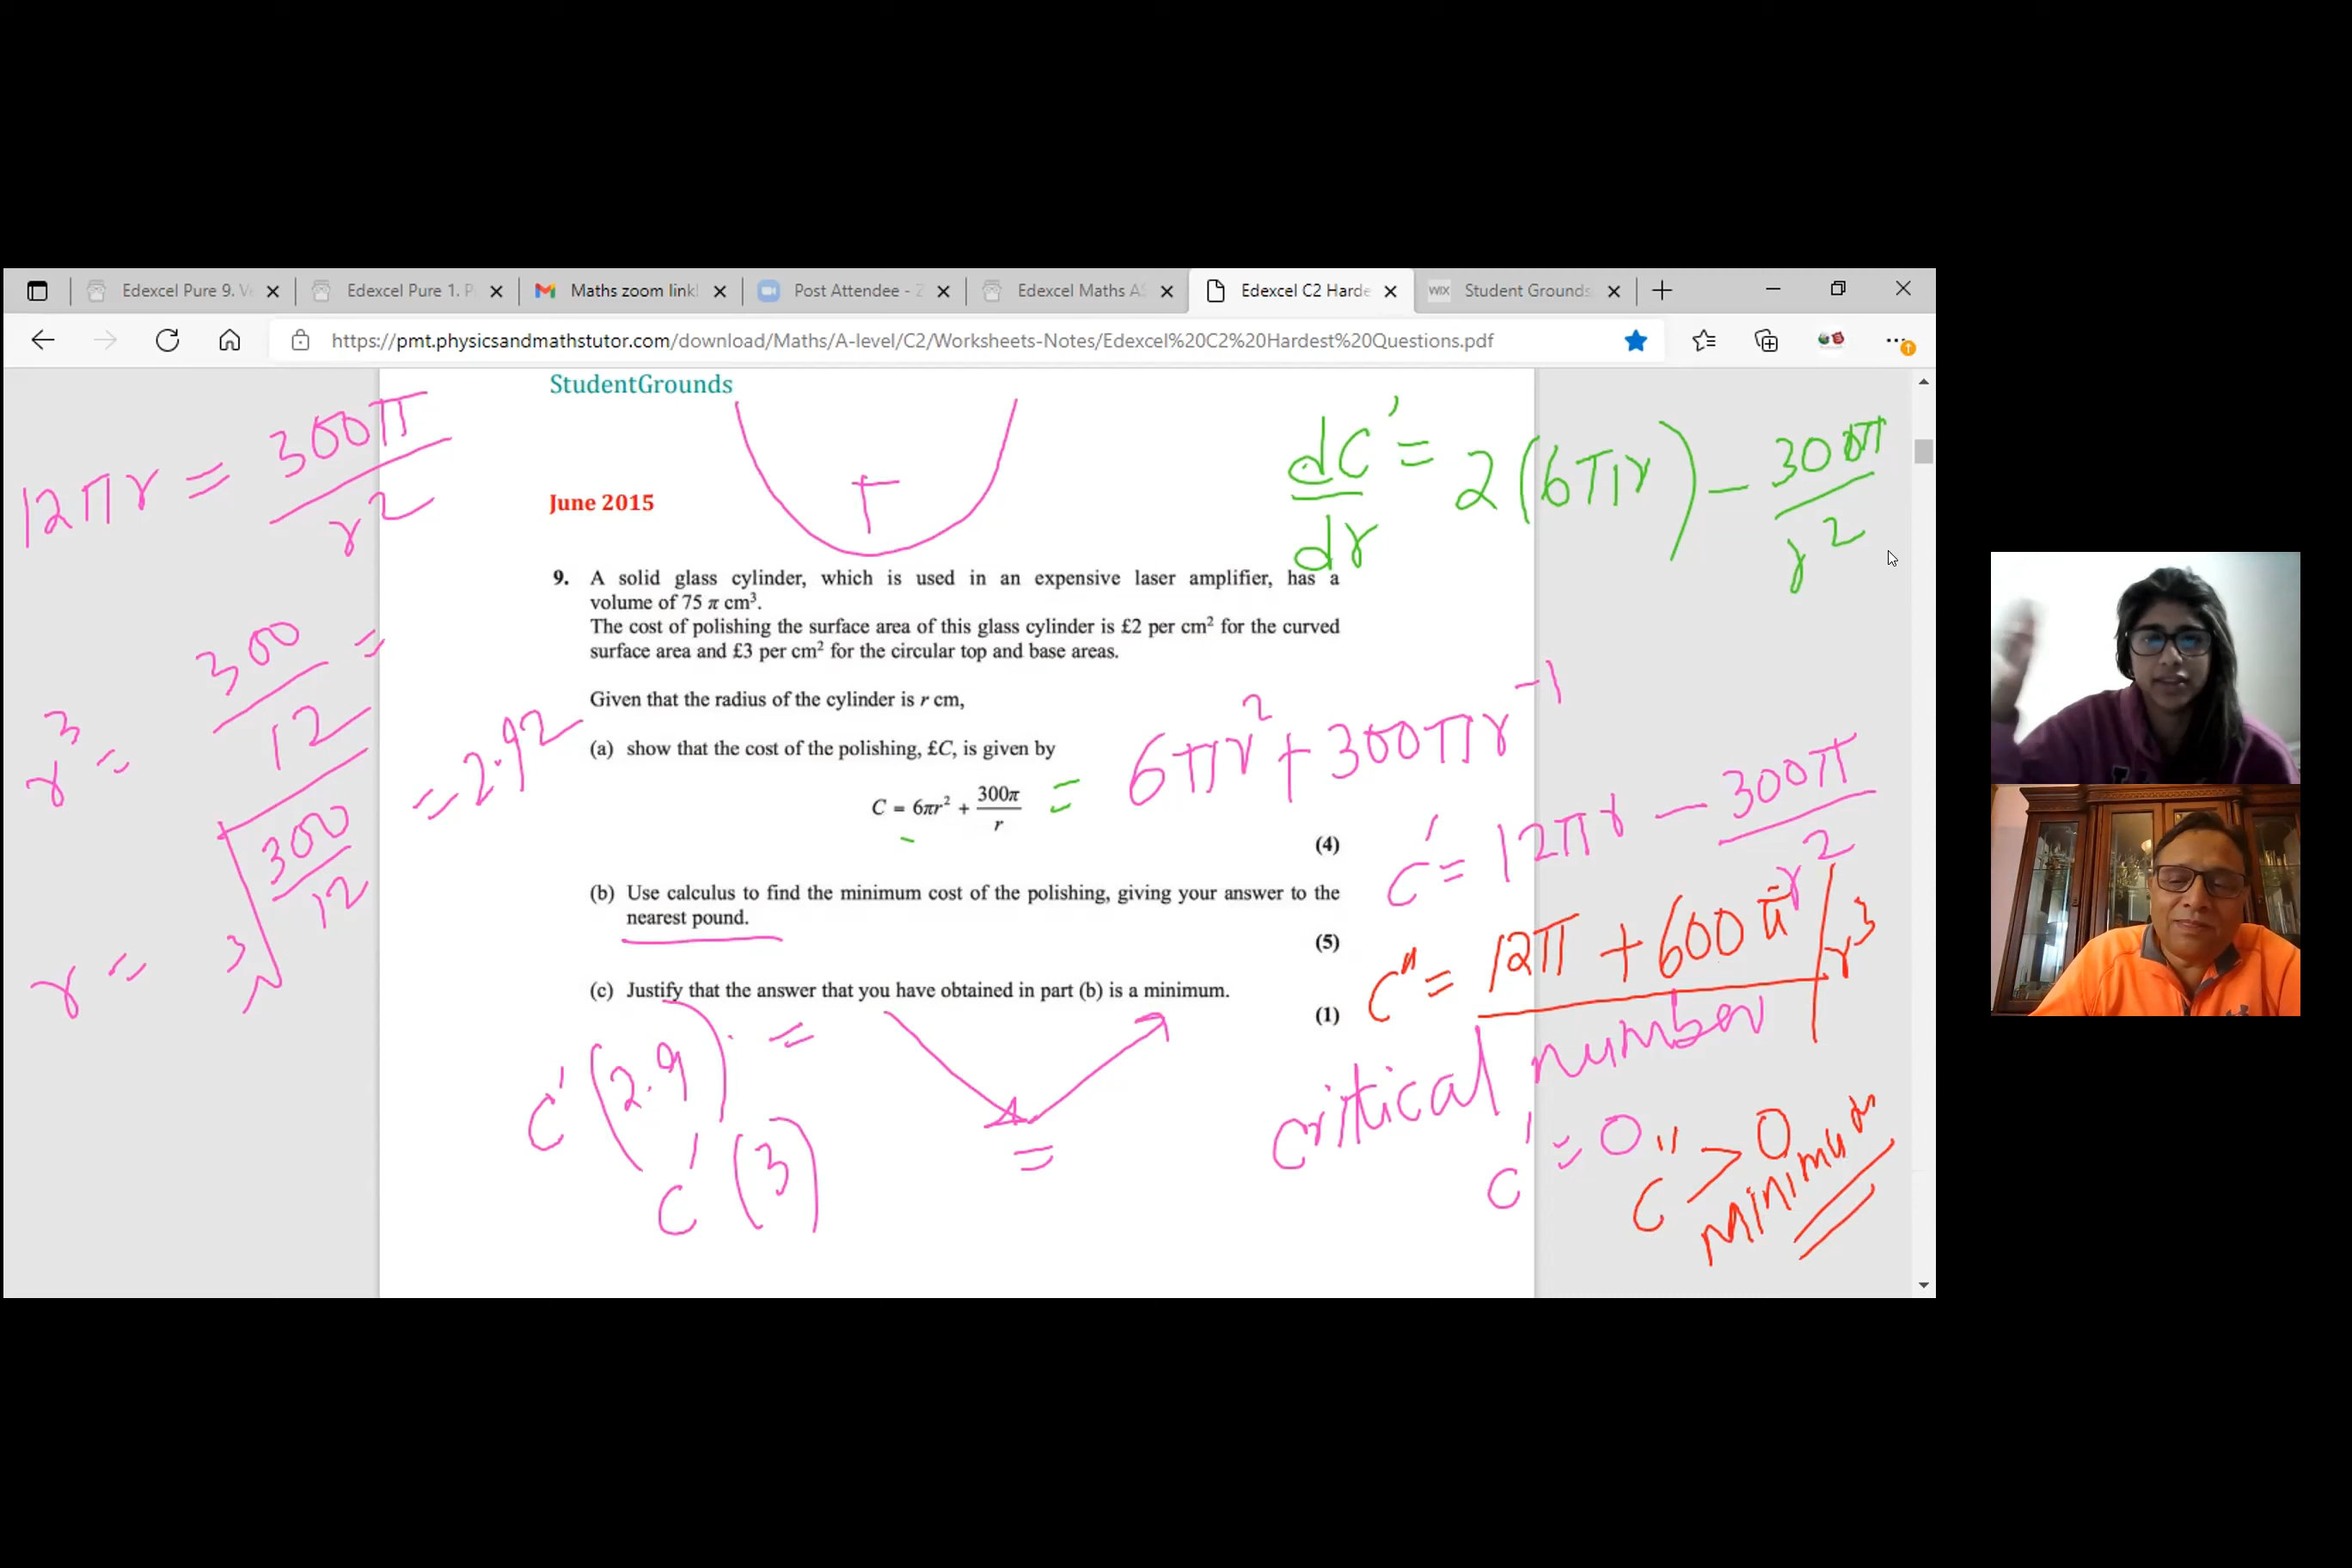 Edexcel Pure 9. V
Edexcel Pure 1. P
Maths zoom link
Post Attendee - Z
Edexcel Maths AS
Edexcel C2 Harde
WIX
Student Grounds
https://pmt.physicsandmathstutor.com/download/Maths/A-level/C2/Worksheets-Notes/Edexcel%20C2%20Hardest%20Questions.pdf
StudentGrounds
12πr = 300π/r²
dC'/dr = 2(6πr) - 300π/r²
June 2015
9. A solid glass cylinder, which is used in an expensive laser amplifier, has a
volume of 75 π cm³.
The cost of polishing the surface area of this glass cylinder is £2 per cm² for the curved
surface area and £3 per cm² for the circular top and base areas.
Given that the radius of the cylinder is r cm,
(a) show that the cost of the polishing, £C, is given by
C = 6πr² + 300π/r
= 6πr² + 300πr⁻¹
(4)
r³ = 300/12 =
r = ³√300/12 = 2.92
C' = 12πr - 300π/r²
(b) Use calculus to find the minimum cost of the polishing, giving your answer to the
nearest pound.
(5)
C" = 12π + 600π/r³
(c) Justify that the answer that you have obtained in part (b) is a minimum.
(1)
critical number
C' = 0
C'' > 0
minimum
C'(2.9) =
C'(3)
=